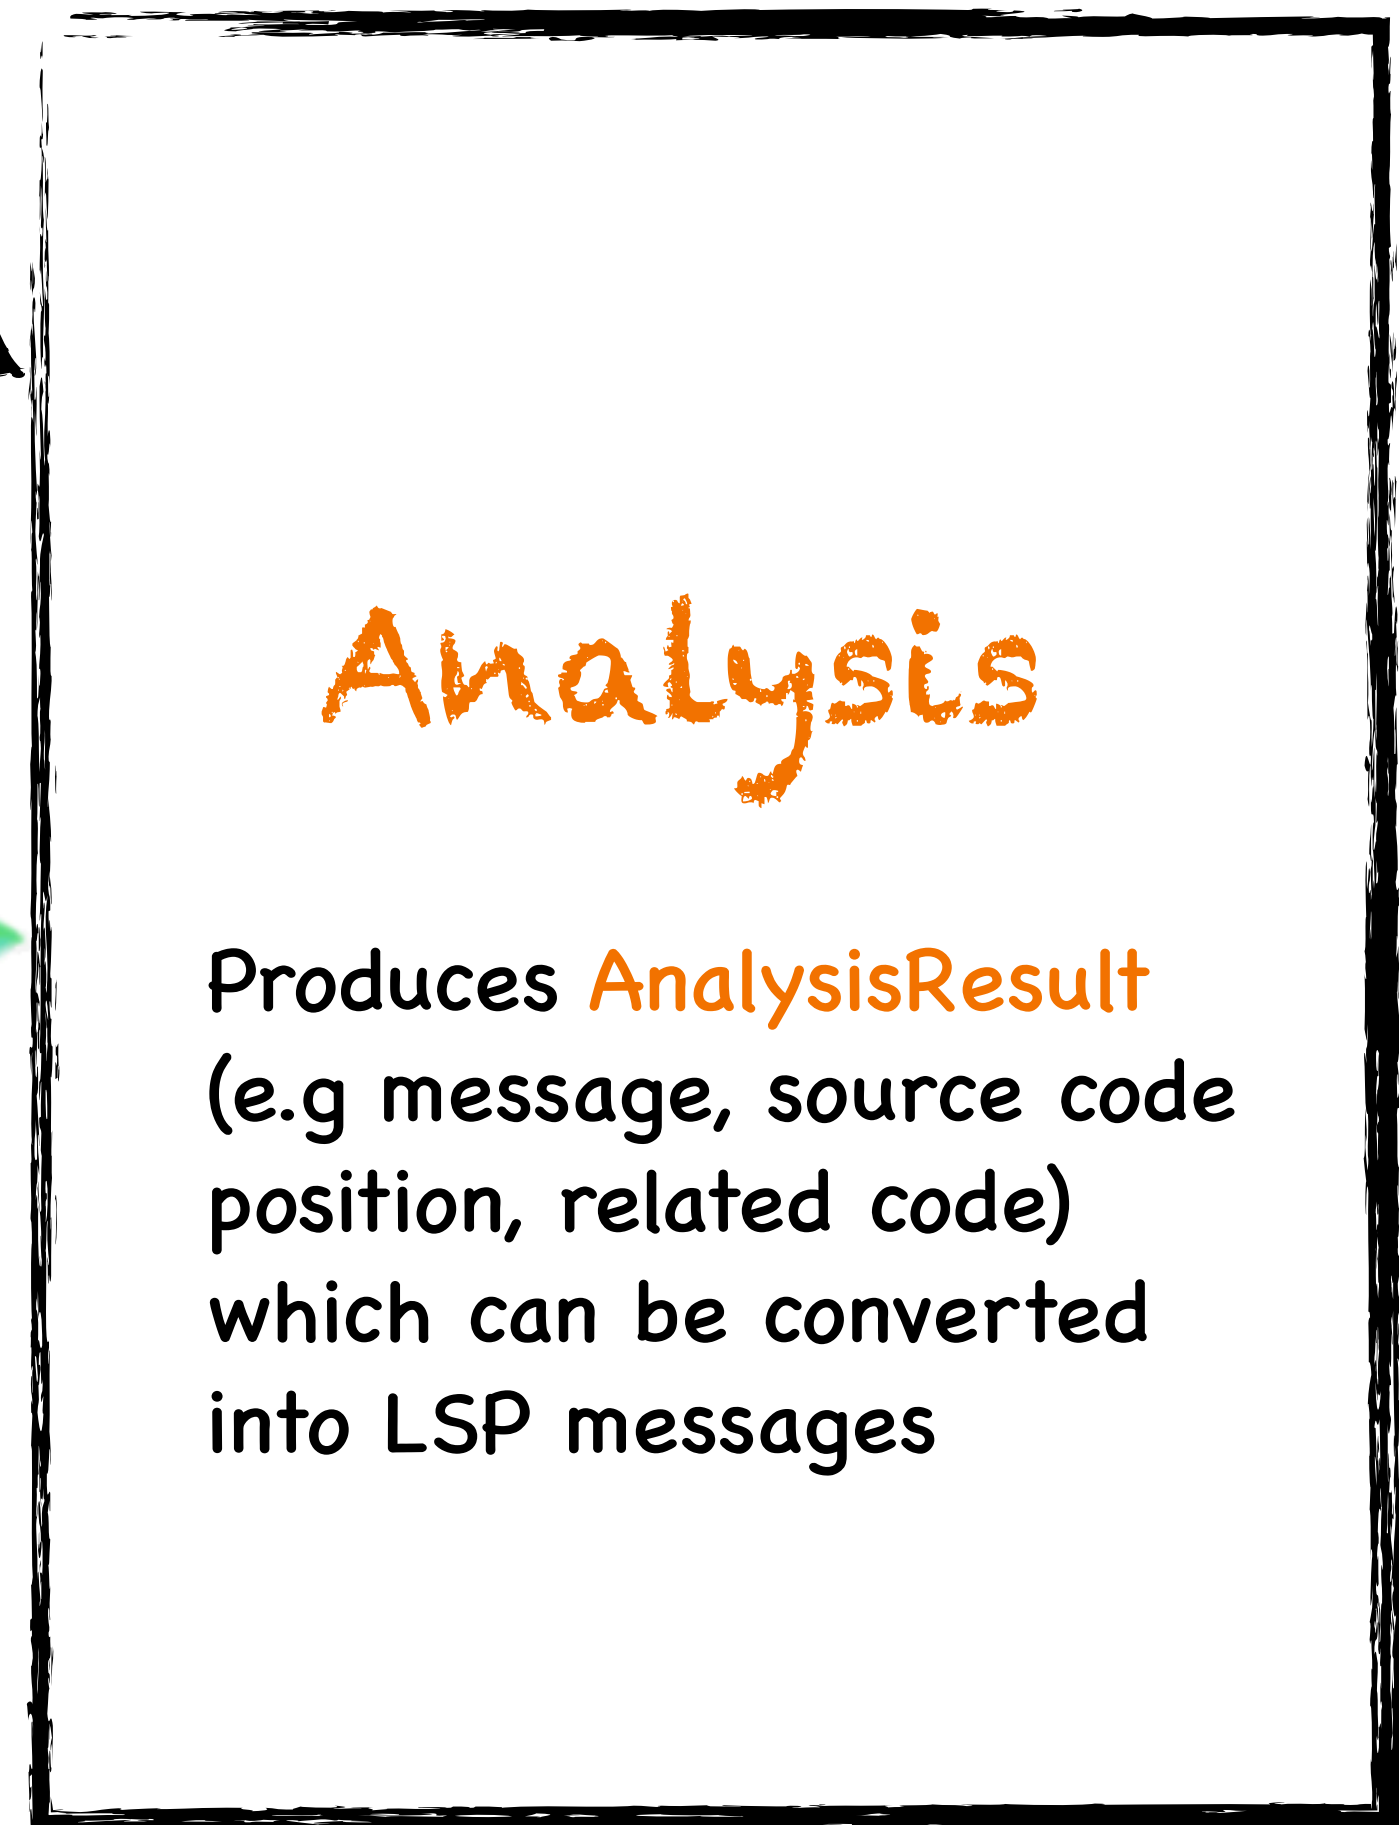 Analysis
Produces AnalysisResult
(e.g message, source code
position, related code)
which can be converted
into LSP messages